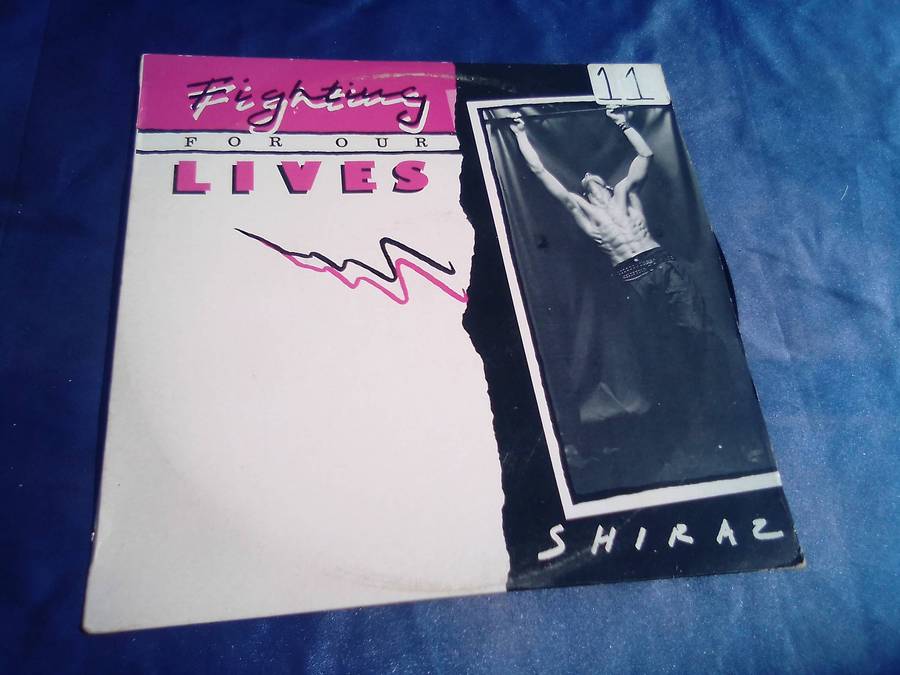 Fighting
FOR OUR
LIVES
11
SHIRAZ